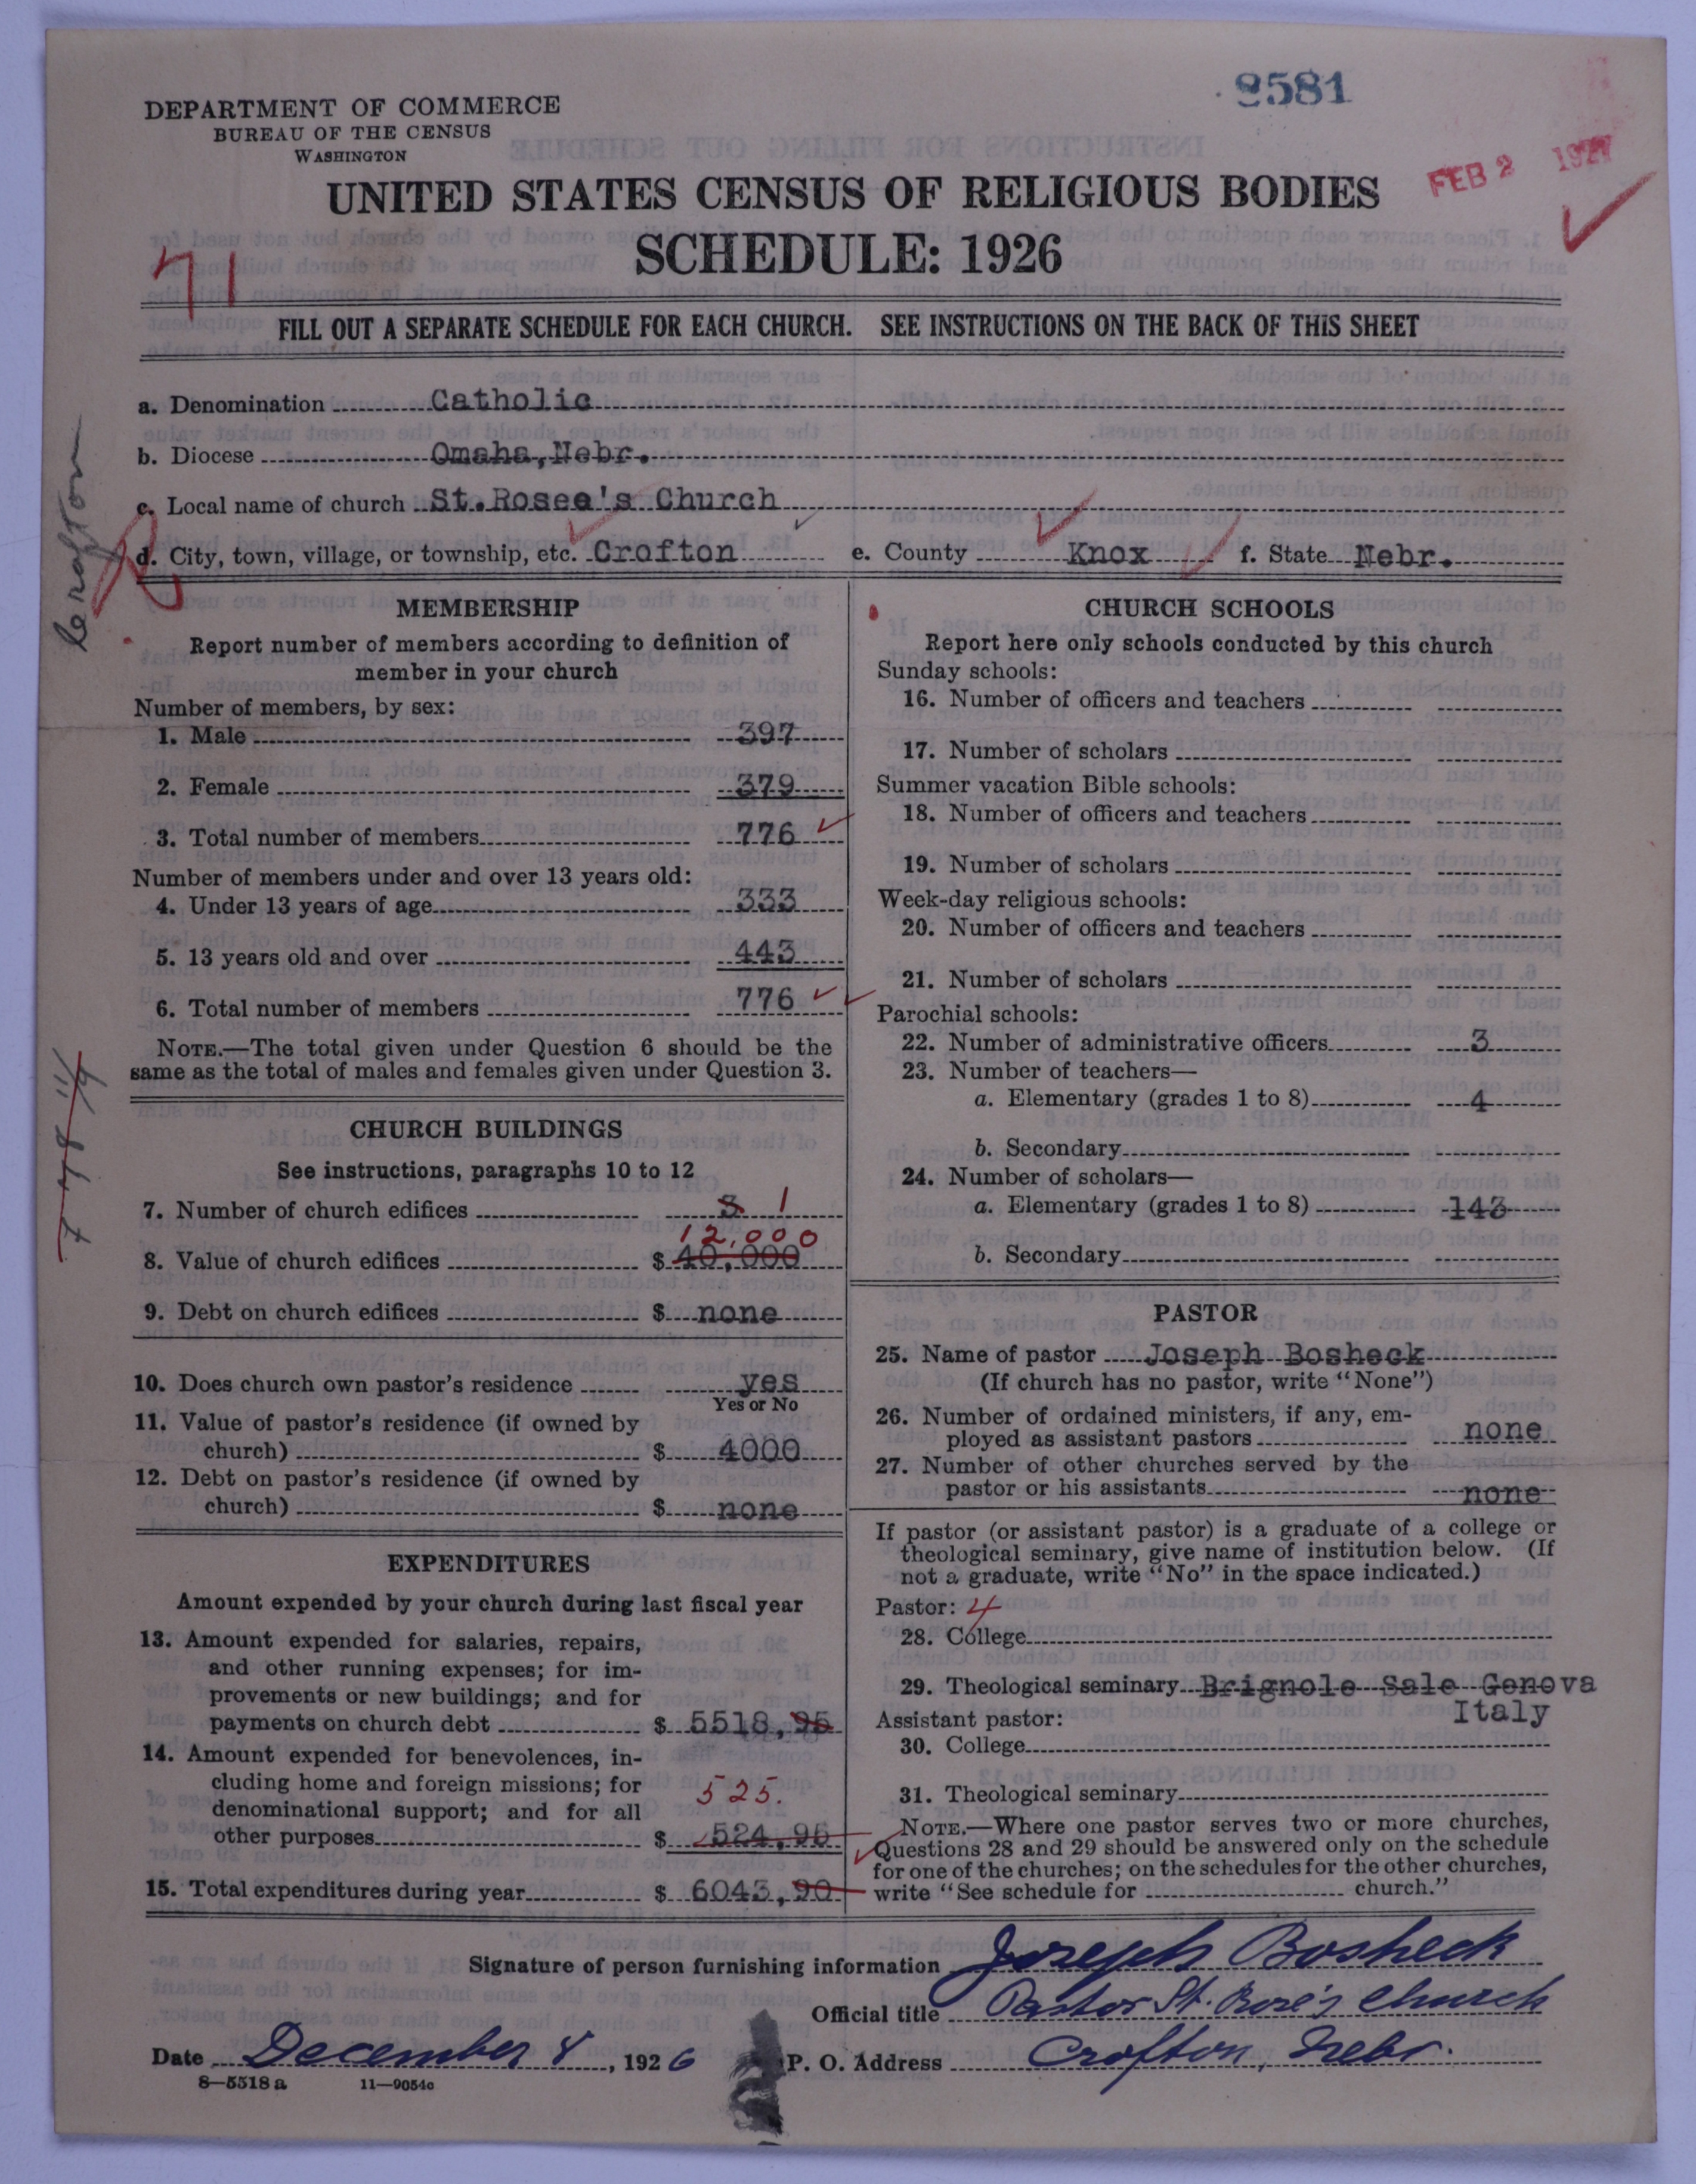 8581
DEPARTMENT OF COMMERCE
BUREAU OF THE CENSUS
WASHINGTON
FEB 2 1927
UNITED STATES CENSUS OF RELIGIOUS BODIES
SCHEDULE: 1926
71
FILL OUT A SEPARATE SCHEDULE FOR EACH CHURCH. SEE INSTRUCTIONS ON THE BACK OF THIS SHEET
a. Denomination Catholic
b. Diocese Omaha, Nebr.
c. Local name of church St.Rosee's Church
d. City, town, village, or township, etc. Crofton e. County Knox f. State Nebr.
MEMBERSHIP
Report number of members according to definition of
member in your church
Number of members, by sex:
1. Male 397
2. Female 379
3. Total number of members 776
Number of members under and over 13 years old:
4. Under 13 years of age 333
5. 13 years old and over 443
6. Total number of members 776
NOTE.—The total given under Question 6 should be the
same as the total of males and females given under Question 3.
CHURCH BUILDINGS
See instructions, paragraphs 10 to 12
7. Number of church edifices 3 1
12,000
8. Value of church edifices $ 40,000
9. Debt on church edifices $ none
10. Does church own pastor's residence yes
Yes or No
11. Value of pastor's residence (if owned by
church) $ 4000
12. Debt on pastor's residence (if owned by
church) $ none
EXPENDITURES
Amount expended by your church during last fiscal year
13. Amount expended for salaries, repairs,
and other running expenses; for im-
provements or new buildings; and for
payments on church debt $ 5518,95
14. Amount expended for benevolences, in-
cluding home and foreign missions; for
525.
denominational support; and for all
other purposes $ 524,96
15. Total expenditures during year $ 6043,90
CHURCH SCHOOLS
Report here only schools conducted by this church
Sunday schools:
16. Number of officers and teachers
17. Number of scholars
Summer vacation Bible schools:
18. Number of officers and teachers
19. Number of scholars
Week-day religious schools:
20. Number of officers and teachers
21. Number of scholars
Parochial schools:
22. Number of administrative officers 3
23. Number of teachers—
a. Elementary (grades 1 to 8) 4
b. Secondary
24. Number of scholars—
a. Elementary (grades 1 to 8) 143
b. Secondary
PASTOR
25. Name of pastor Joseph Bosheck
(If church has no pastor, write "None")
26. Number of ordained ministers, if any, em-
ployed as assistant pastors none
27. Number of other churches served by the
pastor or his assistants none
If pastor (or assistant pastor) is a graduate of a college or
theological seminary, give name of institution below. (If
not a graduate, write "No" in the space indicated.)
Pastor: 4
28. College
29. Theological seminary Brignole Sale Genova
Italy
Assistant pastor:
30. College
31. Theological seminary
NOTE.—Where one pastor serves two or more churches,
Questions 28 and 29 should be answered only on the schedule
for one of the churches; on the schedules for the other churches,
write "See schedule for church."
Signature of person furnishing information Joseph Bosheck
Official title Pastor St. Rose's Church
Date December 4, 1926 P. O. Address Crofton, Nebr.
8—5518 a 11—9054c